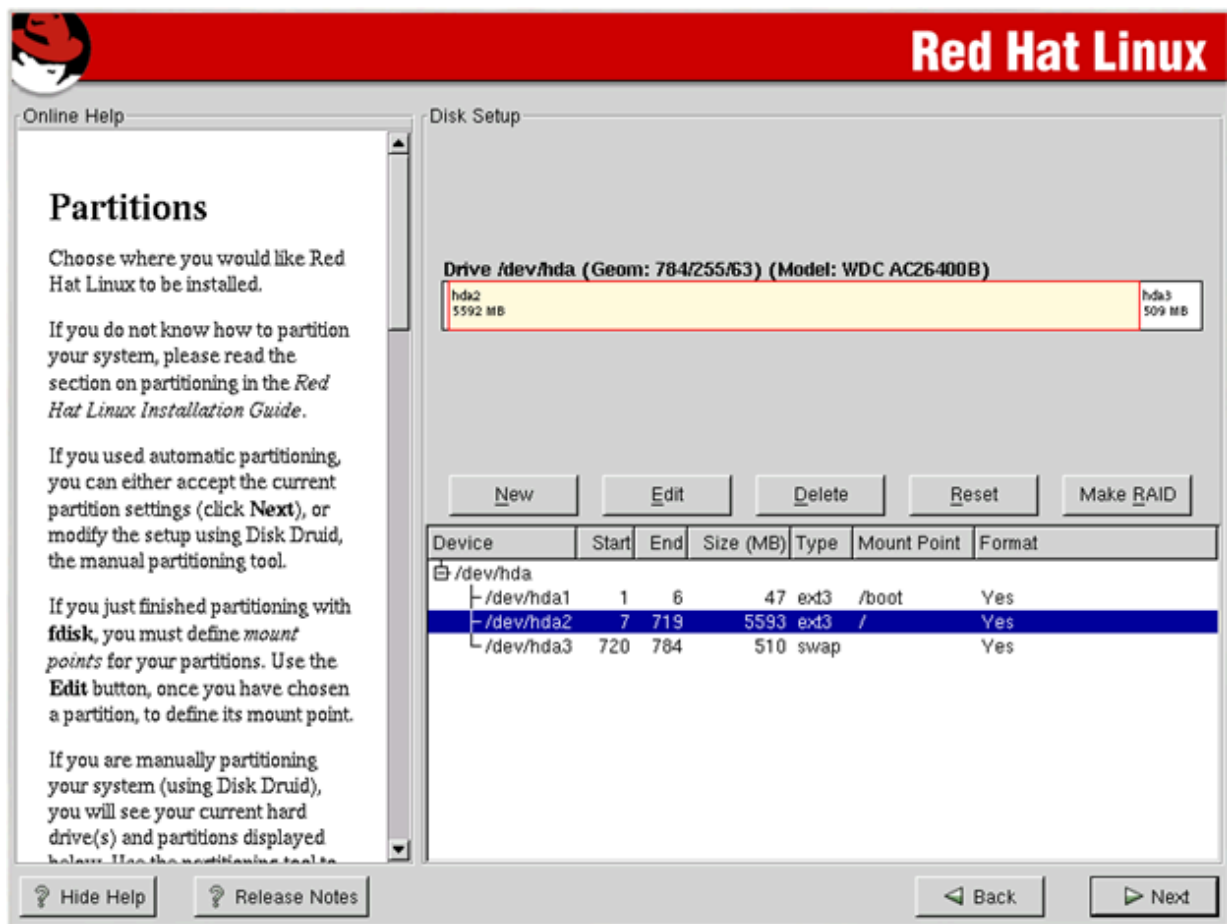 Red Hat Linux
Online Help
Partitions
Choose where you would like Red
Hat Linux to be installed.
If you do not know how to partition
your system, please read the
section on partitioning in the Red
Hat Linux Installation Guide.
If you used automatic partitioning,
you can either accept the current
partition settings (click Next), or
modify the setup using Disk Druid,
the manual partitioning tool.
If you just finished partitioning with
fdisk, you must define mount
points for your partitions. Use the
Edit button, once you have chosen
a partition, to define its mount point.
If you are manually partitioning
your system (using Disk Druid),
you will see your current hard
drive(s) and partitions displayed
below. Use the partitioning tool to
Disk Setup
Drive /dev/hda (Geom: 784/255/63) (Model: WDC AC26400B)
hda2
5592 MB
hda3
509 MB
New Edit Delete Reset Make RAID
Device Start End Size (MB) Type Mount Point Format
/dev/hda
/dev/hda1 1 6 47 ext3 /boot Yes
/dev/hda2 7 719 5593 ext3 / Yes
/dev/hda3 720 784 510 swap Yes
Hide Help Release Notes Back Next